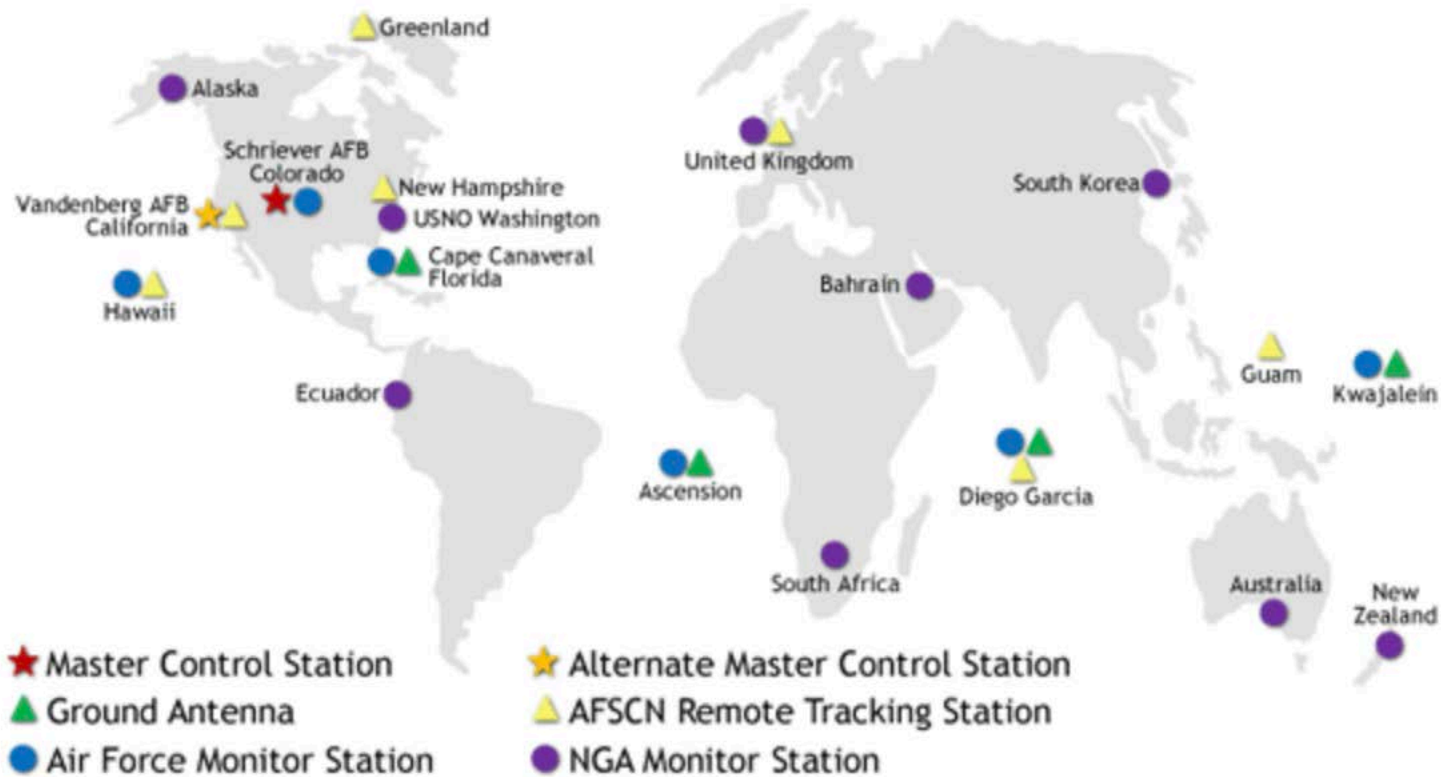 Greenland
Alaska
Schriever AFB
Colorado
Vandenberg AFB
California
New Hampshire
USNO Washington
Cape Canaveral
Florida
Hawaii
Ecuador
United Kingdom
South Korea
Bahrain
Guam
Kwajalein
Ascension
Diego Garcia
South Africa
Australia
New
Zealand
Master Control Station
Alternate Master Control Station
Ground Antenna
AFSCN Remote Tracking Station
Air Force Monitor Station
NGA Monitor Station